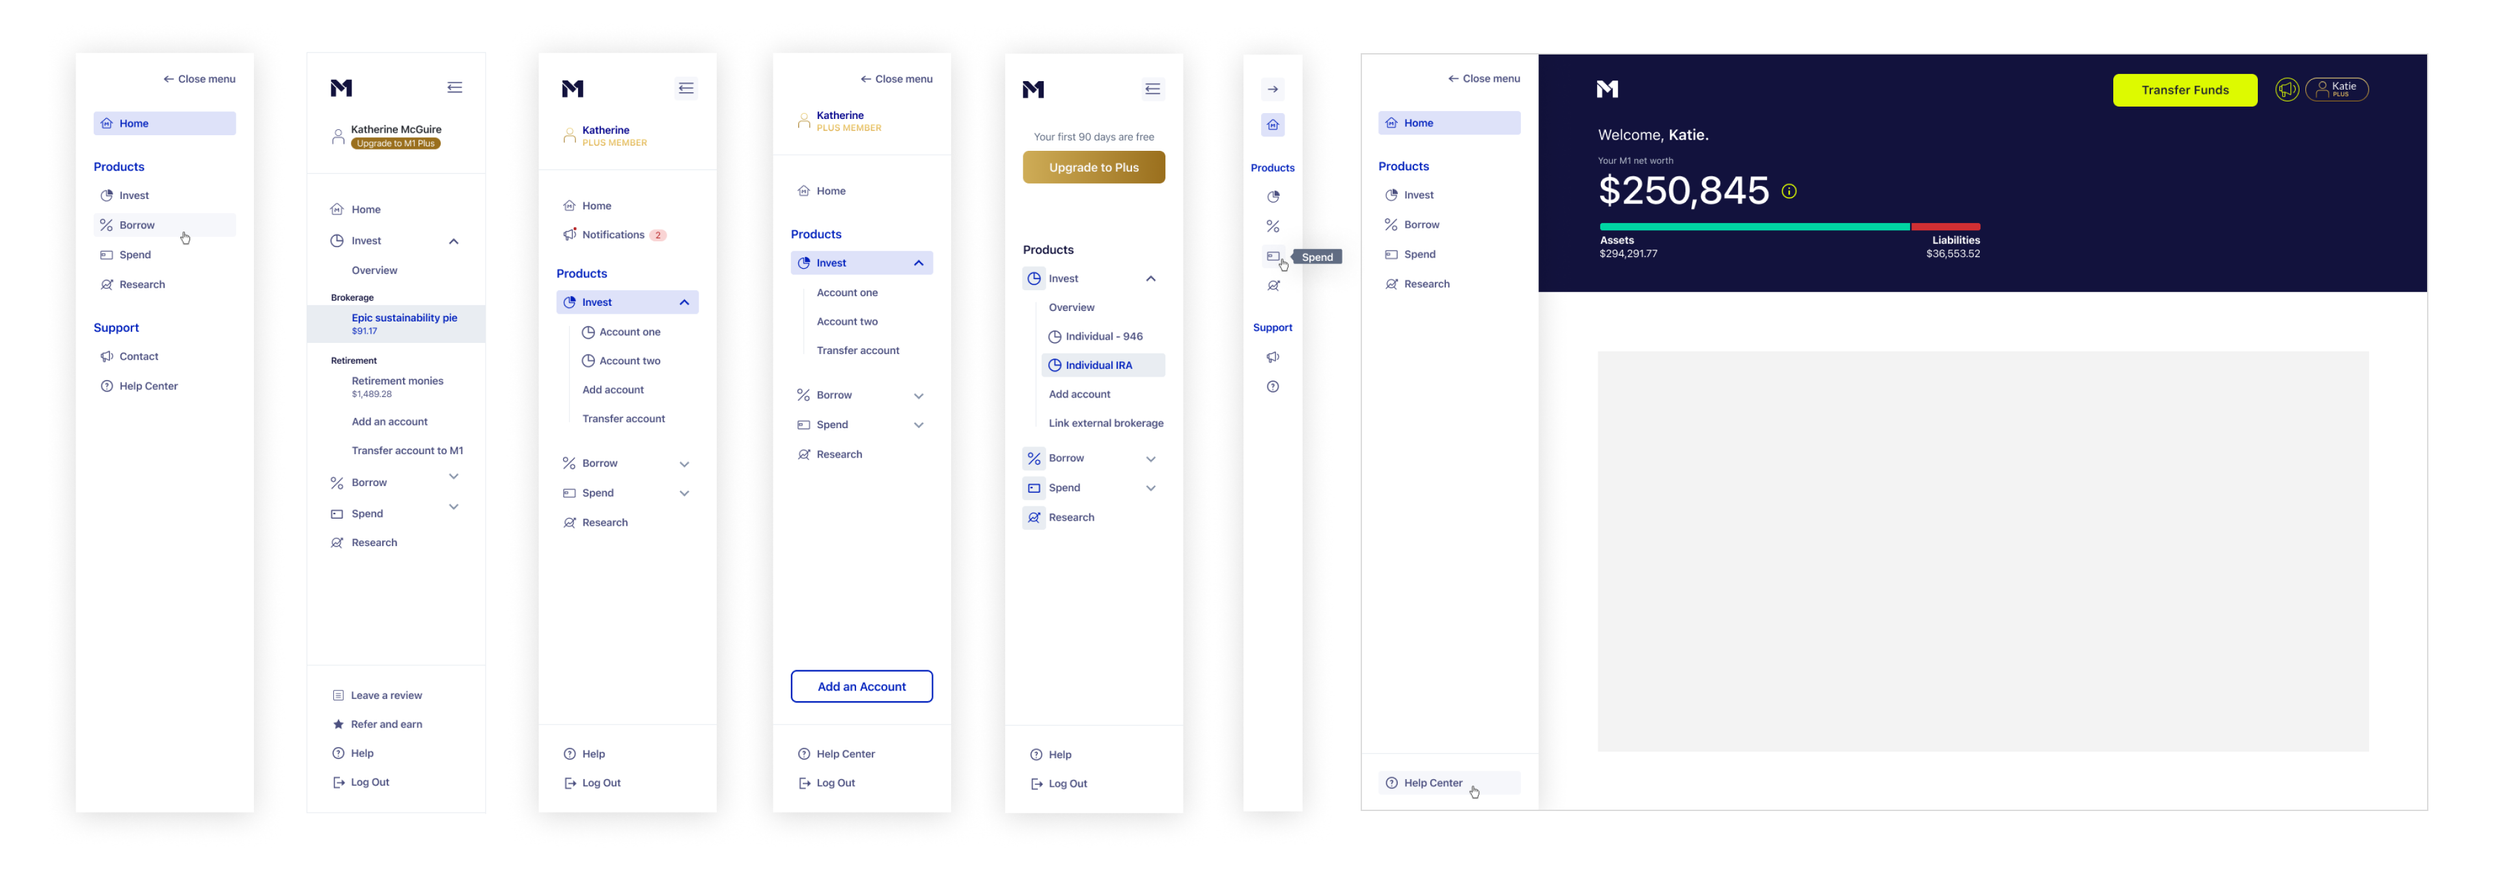 Close menu
Home
Products
Invest
Borrow
Spend
Research
Support
Contact
Help Center
Katherine McGuire
Upgrade to M1 Plus
Home
Invest
Overview
Brokerage
Epic sustainability pie
$91.17
Retirement
Retirement monies
$1,489.28
Add an account
Transfer account to M1
Borrow
Spend
Research
Leave a review
Refer and earn
Help
Log Out
Katherine
PLUS MEMBER
Home
Notifications 2
Products
Invest
Account one
Account two
Add account
Transfer account
Borrow
Spend
Research
Help
Log Out
Close menu
Katherine
PLUS MEMBER
Home
Products
Invest
Account one
Account two
Transfer account
Borrow
Spend
Research
Add an Account
Help Center
Log Out
Your first 90 days are free
Upgrade to Plus
Products
Invest
Overview
Individual - 946
Individual IRA
Add account
Link external brokerage
Borrow
Spend
Research
Help
Log Out
Products
Spend
Support
Close menu
Home
Products
Invest
Borrow
Spend
Research
Help Center
Transfer Funds
Katie
PLUS
Welcome, Katie.
Your M1 net worth
$250,845
Assets Liabilities
$294,291.77 $36,553.52